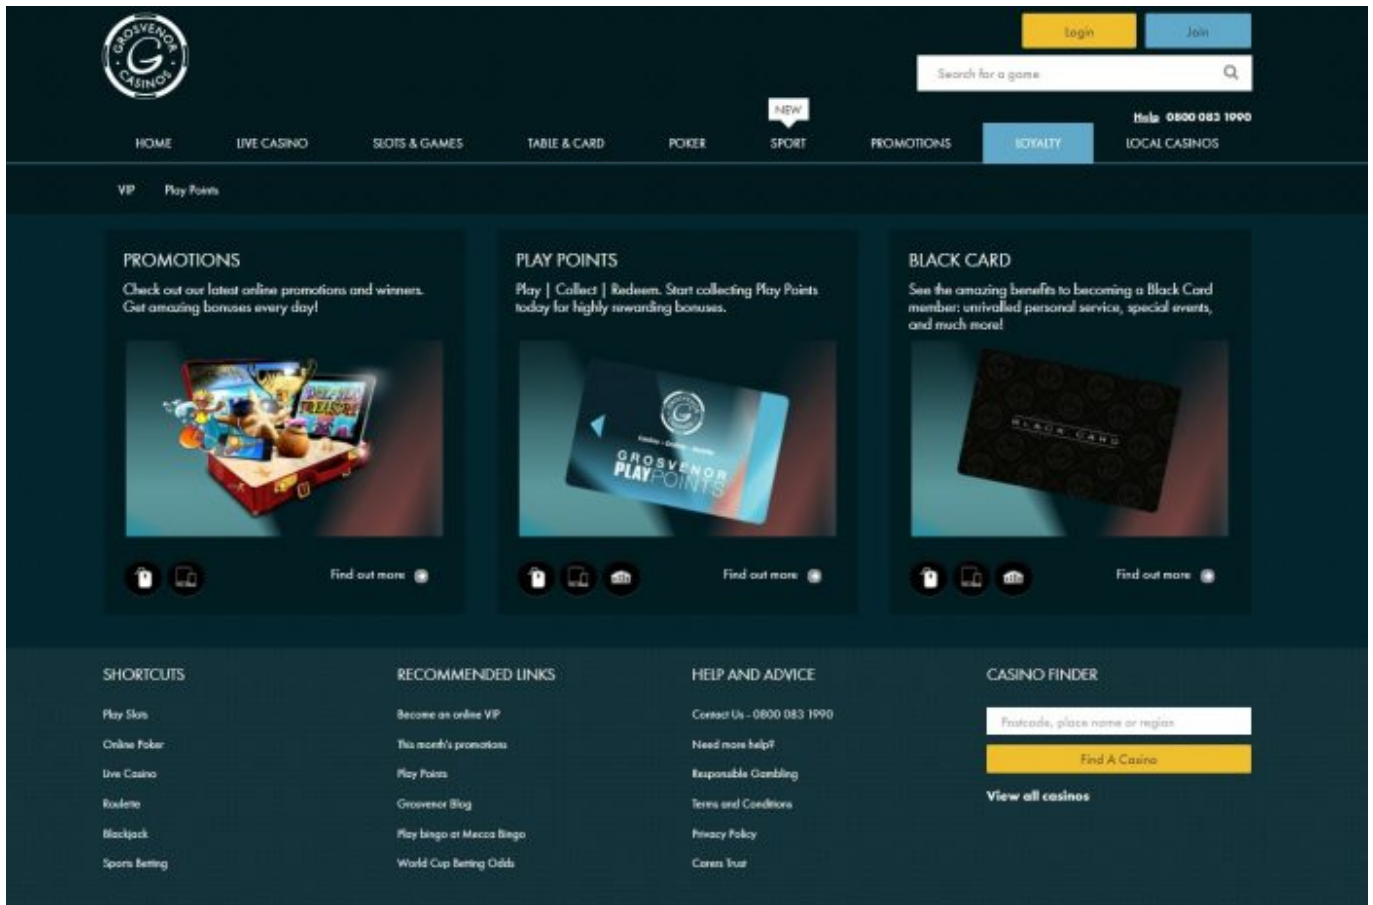 GROSVENOR
G
CASINOS
Login
Join
Search for a game
NEW
Help 0800 083 1990
HOME
LIVE CASINO
SLOTS & GAMES
TABLE & CARD
POKER
SPORT
PROMOTIONS
LOYALTY
LOCAL CASINOS
VIP
Play Points
PROMOTIONS
Check out our latest online promotions and winners.
Get amazing bonuses every day!
TREASURE
Find out more
PLAY POINTS
Play | Collect | Redeem. Start collecting Play Points
today for highly rewarding bonuses.
GROSVENOR
G
GROSVENOR
PLAYPOINTS
Find out more
BLACK CARD
See the amazing benefits to becoming a Black Card
member: unrivalled personal service, special events,
and much more!
BLACK CARD
Find out more
SHORTCUTS
Play Slots
Online Poker
Live Casino
Roulette
Blackjack
Sports Betting
RECOMMENDED LINKS
Become an online VIP
This month's promotions
Play Points
Grosvenor Blog
Play bingo at Mecca Bingo
World Cup Betting Odds
HELP AND ADVICE
Contact Us - 0800 083 1990
Need more help?
Responsible Gambling
Terms and Conditions
Privacy Policy
Carers Trust
CASINO FINDER
Postcode, place name or region
Find A Casino
View all casinos